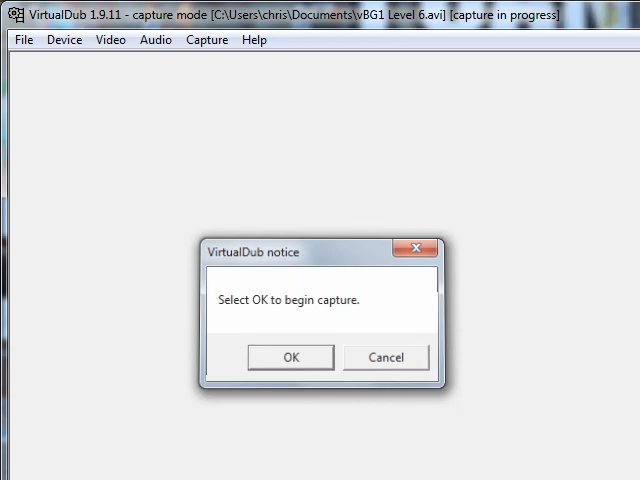 VirtualDub 1.9.11 - capture mode [C:\Users\chris\Documents\vBG1 Level 6.avi] [capture in progress]
File Device Video Audio Capture Help
VirtualDub notice
Select OK to begin capture.
OK Cancel